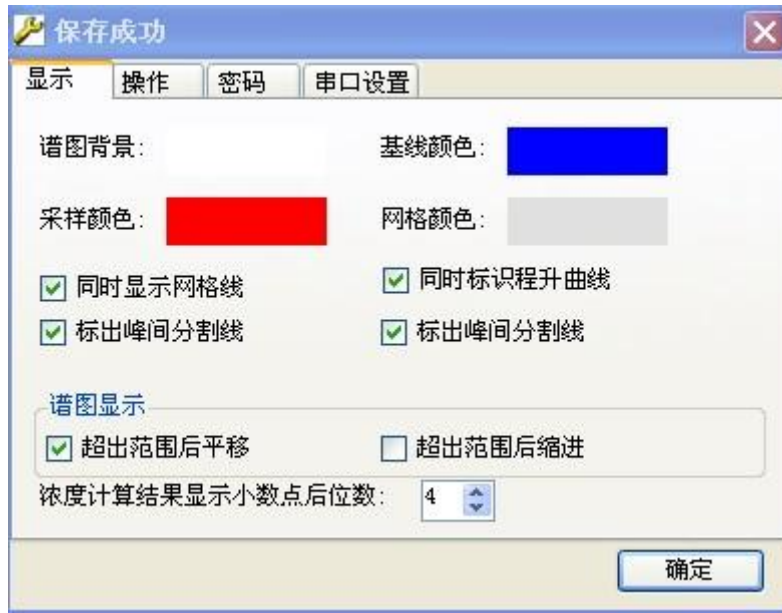 保存成功
显示 操作 密码 串口设置
谱图背景: 基线颜色:
采样颜色: 网格颜色:
同时显示网格线 同时标识程升曲线
标出峰间分割线 标出峰间分割线
谱图显示
超出范围后平移 超出范围后缩进
浓度计算结果显示小数点后位数: 4
确定